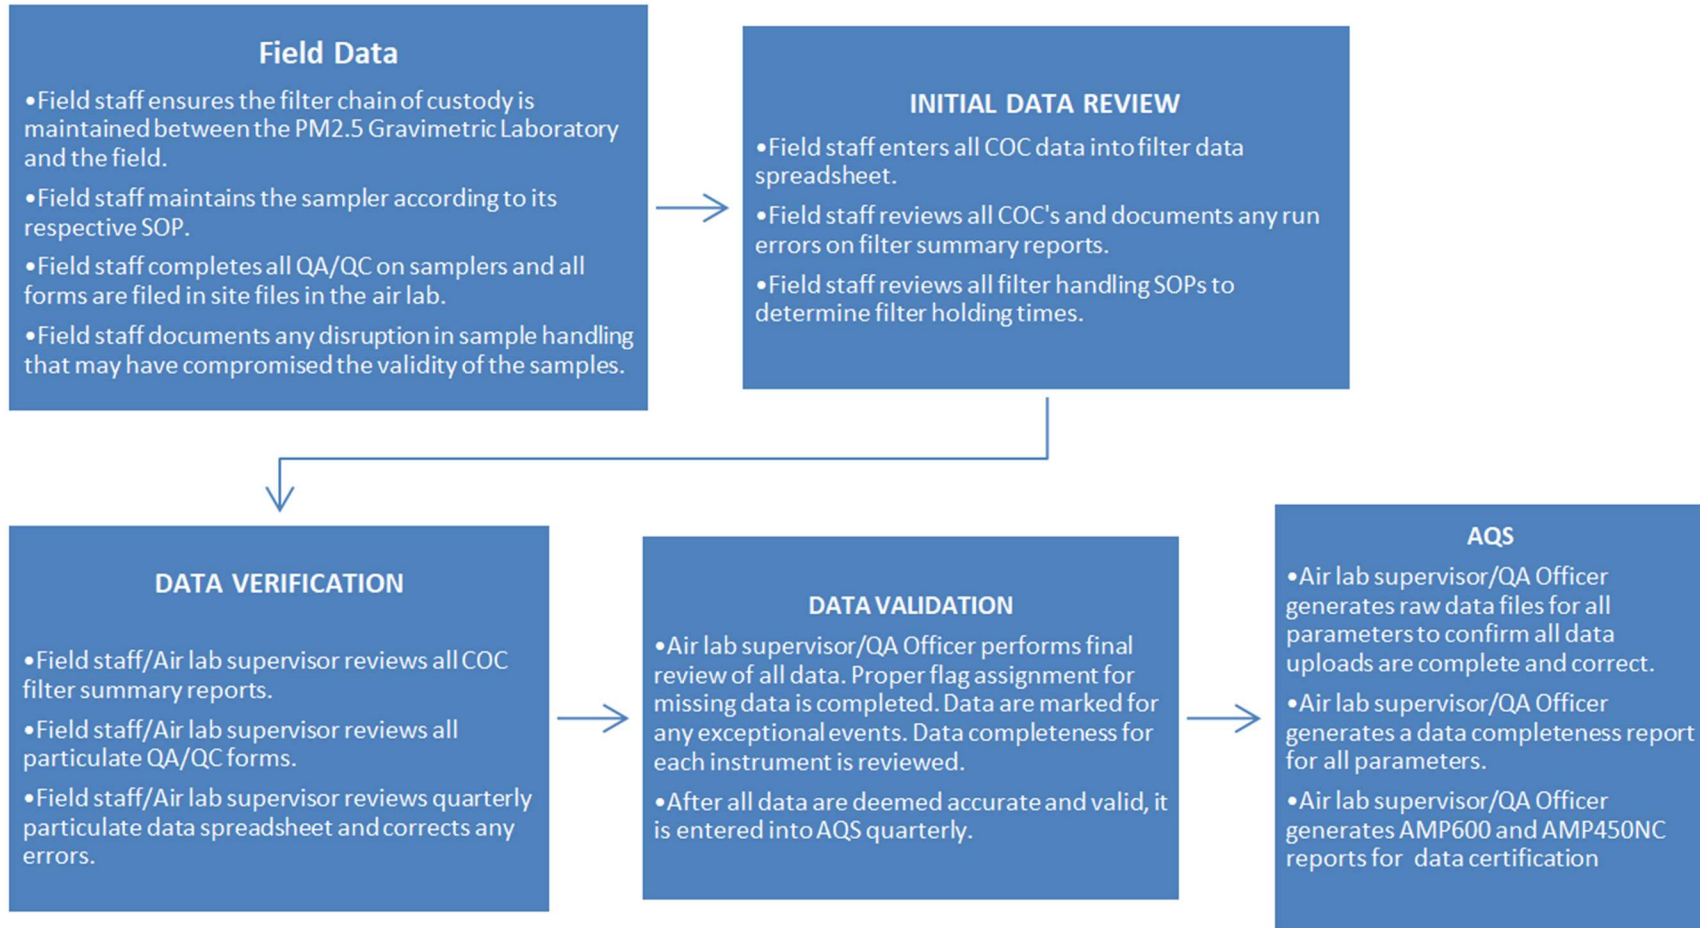 Field Data
•Field staff ensures the filter chain of custody is
maintained between the PM2.5 Gravimetric Laboratory
and the field.
•Field staff maintains the sampler according to its
respective SOP.
•Field staff completes all QA/QC on samplers and all
forms are filed in site files in the air lab.
•Field staff documents any disruption in sample handling
that may have compromised the validity of the samples.
INITIAL DATA REVIEW
•Field staff enters all COC data into filter data
spreadsheet.
•Field staff reviews all COC's and documents any run
errors on filter summary reports.
•Field staff reviews all filter handling SOPs to
determine filter holding times.
DATA VERIFICATION
•Field staff/Air lab supervisor reviews all COC
filter summary reports.
•Field staff/Air lab supervisor reviews all
particulate QA/QC forms.
•Field staff/Air lab supervisor reviews quarterly
particulate data spreadsheet and corrects any
errors.
DATA VALIDATION
•Air lab supervisor/QA Officer performs final
review of all data. Proper flag assignment for
missing data is completed. Data are marked for
any exceptional events. Data completeness for
each instrument is reviewed.
•After all data are deemed accurate and valid, it
is entered into AQS quarterly.
AQS
•Air lab supervisor/QA Officer
generates raw data files for all
parameters to confirm all data
uploads are complete and correct.
•Air lab supervisor/QA Officer
generates a data completeness report
for all parameters.
•Air lab supervisor/QA Officer
generates AMP600 and AMP450NC
reports for data certification